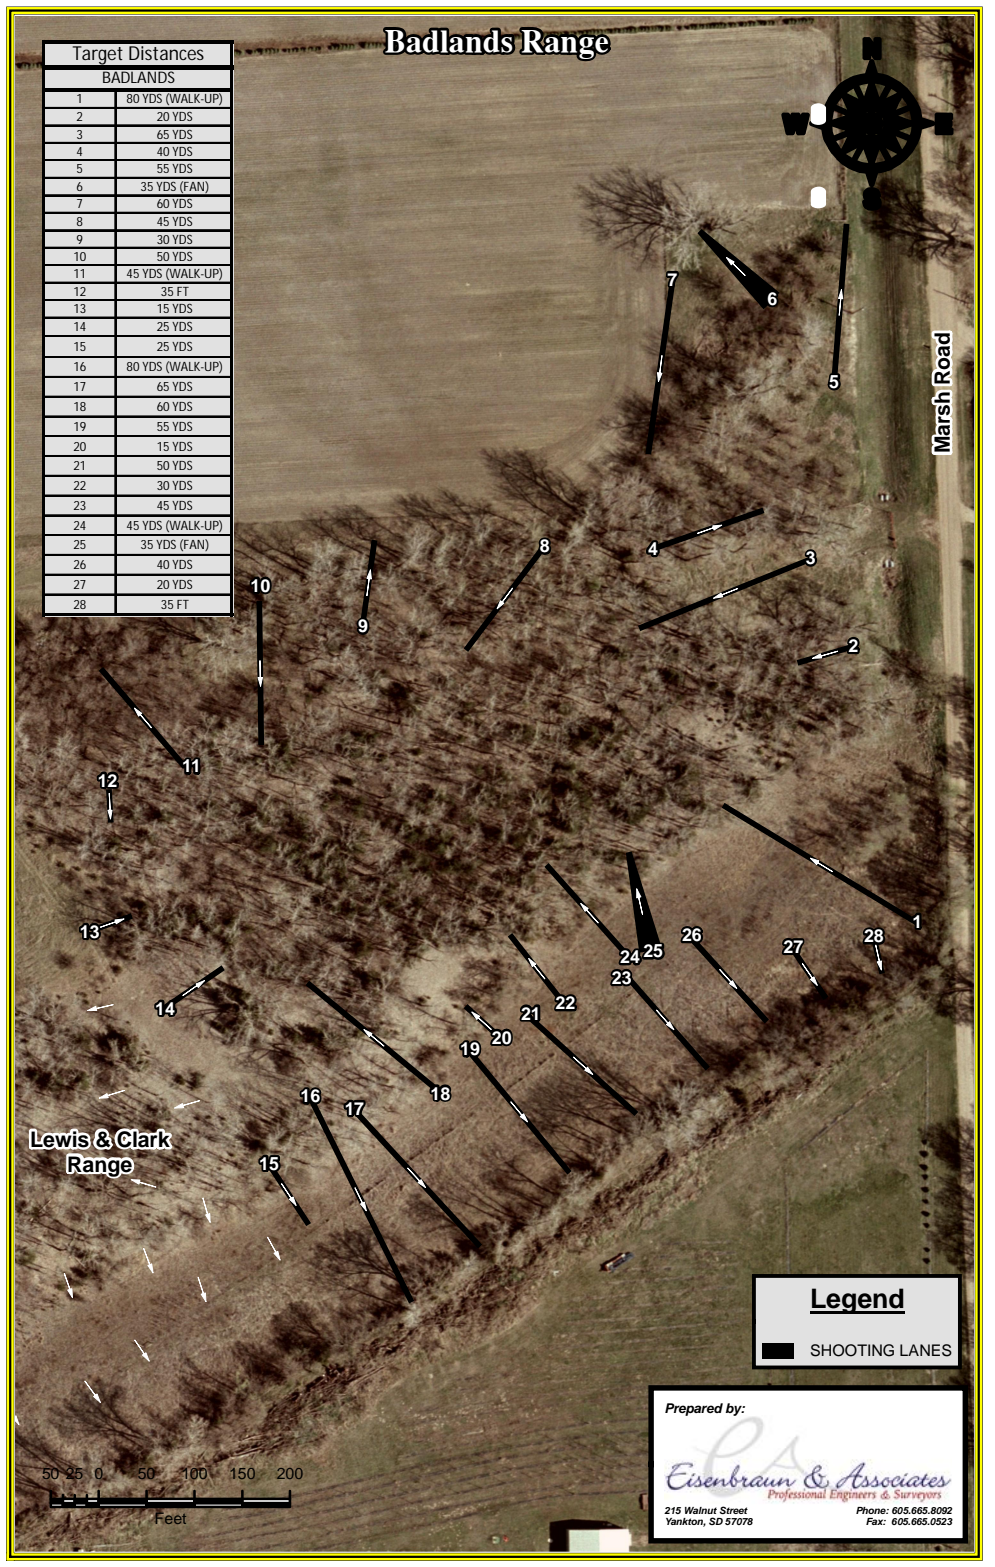 Badlands Range
Target Distances
BADLANDS
1 80 YDS (WALK-UP)
2 20 YDS
3 65 YDS
4 40 YDS
5 55 YDS
6 35 YDS (FAN)
7 60 YDS
8 45 YDS
9 30 YDS
10 50 YDS
11 45 YDS (WALK-UP)
12 35 FT
13 15 YDS
14 25 YDS
15 25 YDS
16 80 YDS (WALK-UP)
17 65 YDS
18 60 YDS
19 55 YDS
20 15 YDS
21 50 YDS
22 30 YDS
23 45 YDS
24 45 YDS (WALK-UP)
25 35 YDS (FAN)
26 40 YDS
27 20 YDS
28 35 FT
N
W
E
S
7
6
5
Marsh Road
8
4
3
10
9
2
11
12
1
13
26
28
27
25
24
23
14
22
21
20
19
18
16
17
Lewis & Clark
Range
15
Legend
SHOOTING LANES
Prepared by:
Eisenbraun & Associates
Professional Engineers & Surveyors
215 Walnut Street
Yankton, SD 57078
Phone: 605.665.8092
Fax: 605.665.0523
50 25 0 50 100 150 200
Feet